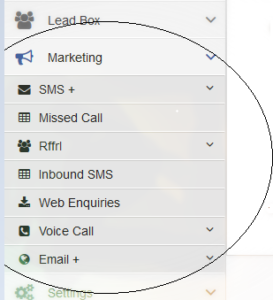 Lead Box
Marketing
SMS +
Missed Call
Rffrl
Inbound SMS
Web Enquiries
Voice Call
Email +
Settings